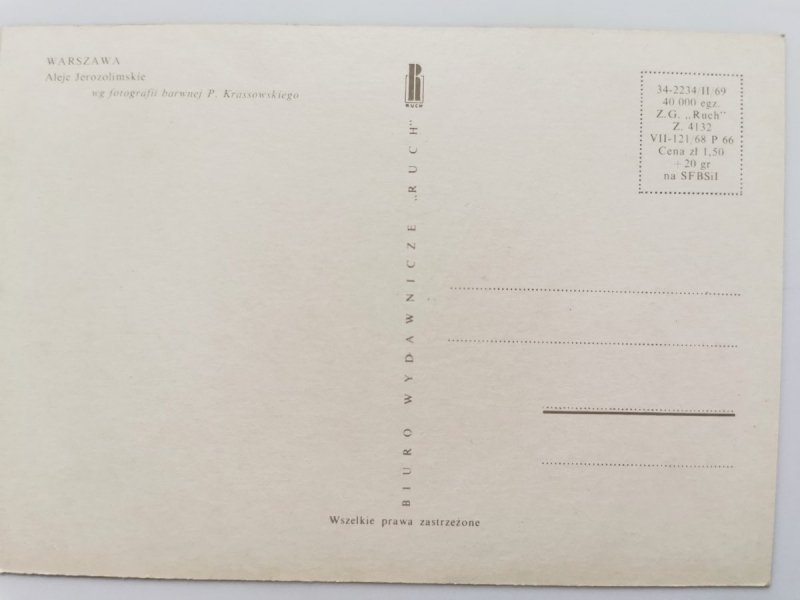 WARSZAWA
Aleje Jerozolimskie
wg fotografii barwnej P. Krassowskiego
R
RUCH
BIURO WYDAWNICZE „RUCH"
34-2234/II/69
40 000 egz.
Z.G. „Ruch"
Z. 4132
VII-121/68 P 66
Cena zł 1,50
+20 gr
na SFBSiI
Wszelkie prawa zastrzeżone